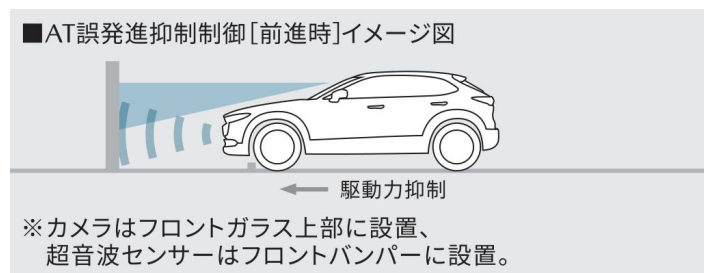 ■AT誤発進抑制制御[前進時]イメージ図
駆動力抑制
※カメラはフロントガラス上部に設置、
超音波センサーはフロントバンパーに設置。